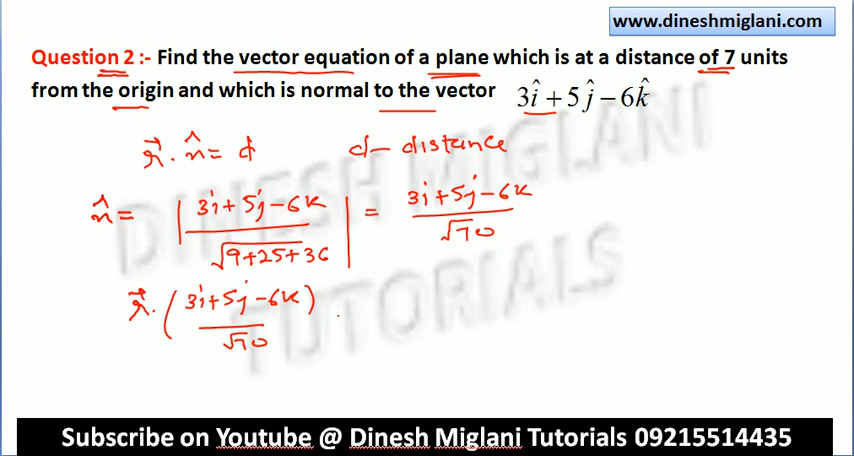 www.dineshmiglani.com
Question 2 :- Find the vector equation of a plane which is at a distance of 7 units
from the origin and which is normal to the vector 3î + 5ĵ − 6k̂
r⃗ . n̂ = d    d – distance
n̂ = | (3i + 5j − 6k) / √(9+25+36) | = (3i + 5j − 6k) / √70
r⃗ . ( (3i + 5j − 6k) / √70 )
DINESH MIGLANI
TUTORIALS
Subscribe on Youtube @ Dinesh Miglani Tutorials 09215514435